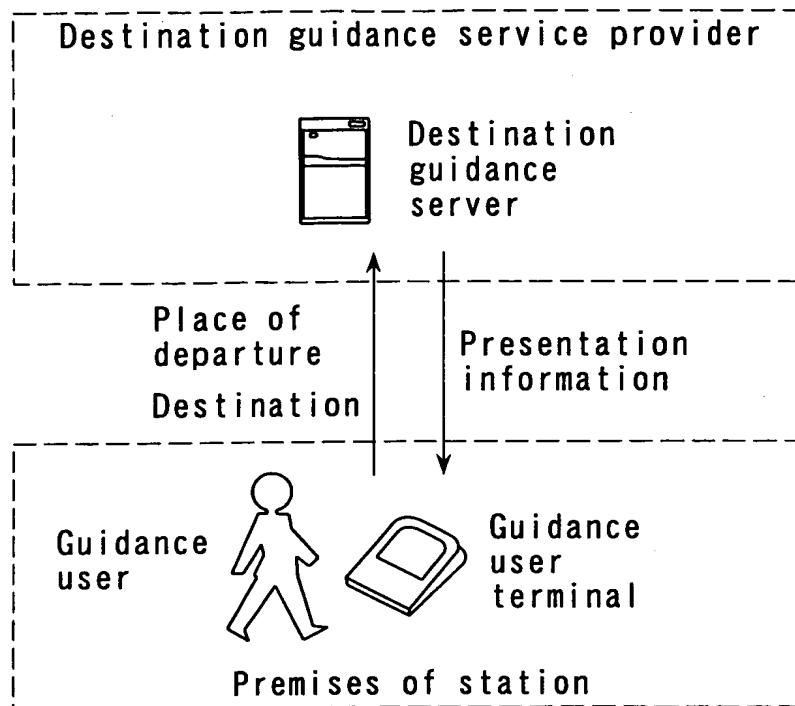 Destination guidance service provider
Destination
guidance
server
Place of
departure
Destination
Presentation
information
Guidance
user
Guidance
user
terminal
Premises of station